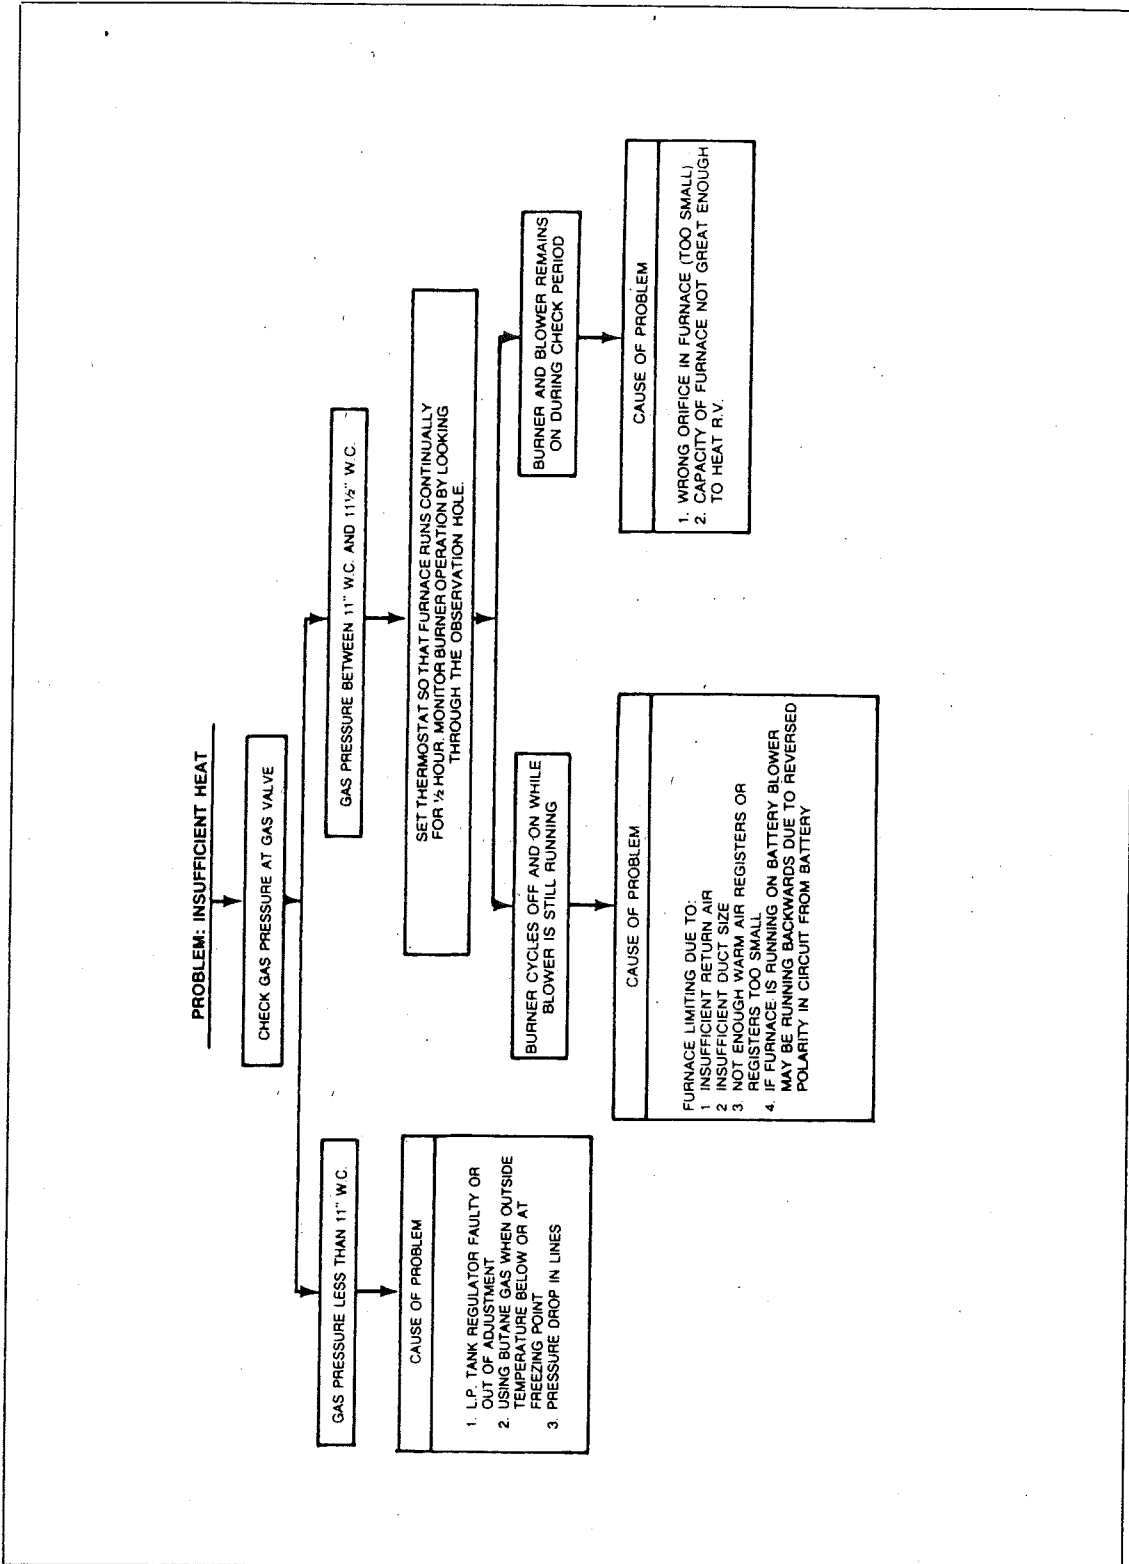 PROBLEM: INSUFFICIENT HEAT
CHECK GAS PRESSURE AT GAS VALVE
GAS PRESSURE LESS THAN 11" W.C.
CAUSE OF PROBLEM
1. L.P. TANK REGULATOR FAULTY OR
OUT OF ADJUSTMENT
2. USING BUTANE GAS WHEN OUTSIDE
TEMPERATURE BELOW OR AT
FREEZING POINT
3. PRESSURE DROP IN LINES
GAS PRESSURE BETWEEN 11" W.C. AND 11½" W.C.
SET THERMOSTAT SO THAT FURNACE RUNS CONTINUALLY
FOR ½ HOUR. MONITOR BURNER OPERATION BY LOOKING
THROUGH THE OBSERVATION HOLE.
BURNER CYCLES OFF AND ON WHILE
BLOWER IS STILL RUNNING
CAUSE OF PROBLEM
FURNACE LIMITING DUE TO:
1 INSUFFICIENT RETURN AIR
2 INSUFFICIENT DUCT SIZE
3. NOT ENOUGH WARM AIR REGISTERS OR
REGISTERS TOO SMALL
4. IF FURNACE IS RUNNING ON BATTERY BLOWER
MAY BE RUNNING BACKWARDS DUE TO REVERSED
POLARITY IN CIRCUIT FROM BATTERY
BURNER AND BLOWER REMAINS
ON DURING CHECK PERIOD
CAUSE OF PROBLEM
1. WRONG ORIFICE IN FURNACE (TOO SMALL)
2. CAPACITY OF FURNACE NOT GREAT ENOUGH
TO HEAT R.V.